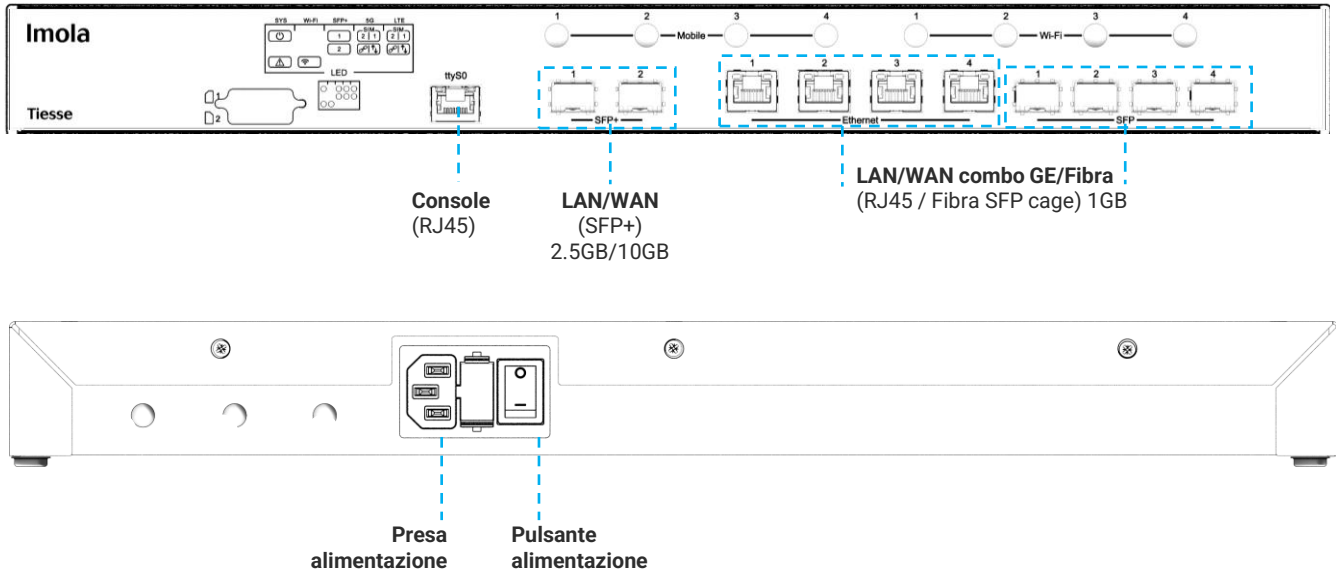 Imola
Tiesse
SYS Wi-Fi SFP+ 5G LTE
SIM SIM
1 2 1 2 1
2
LED
1
2
ttyS0
1 2 Mobile 3 4
1 2 Wi-Fi 3 4
1 2
SFP+
1 2 3 4
Ethernet
1 2 3 4
SFP
Console
(RJ45)
LAN/WAN
(SFP+)
2.5GB/10GB
LAN/WAN combo GE/Fibra
(RJ45 / Fibra SFP cage) 1GB
Presa
alimentazione
Pulsante
alimentazione